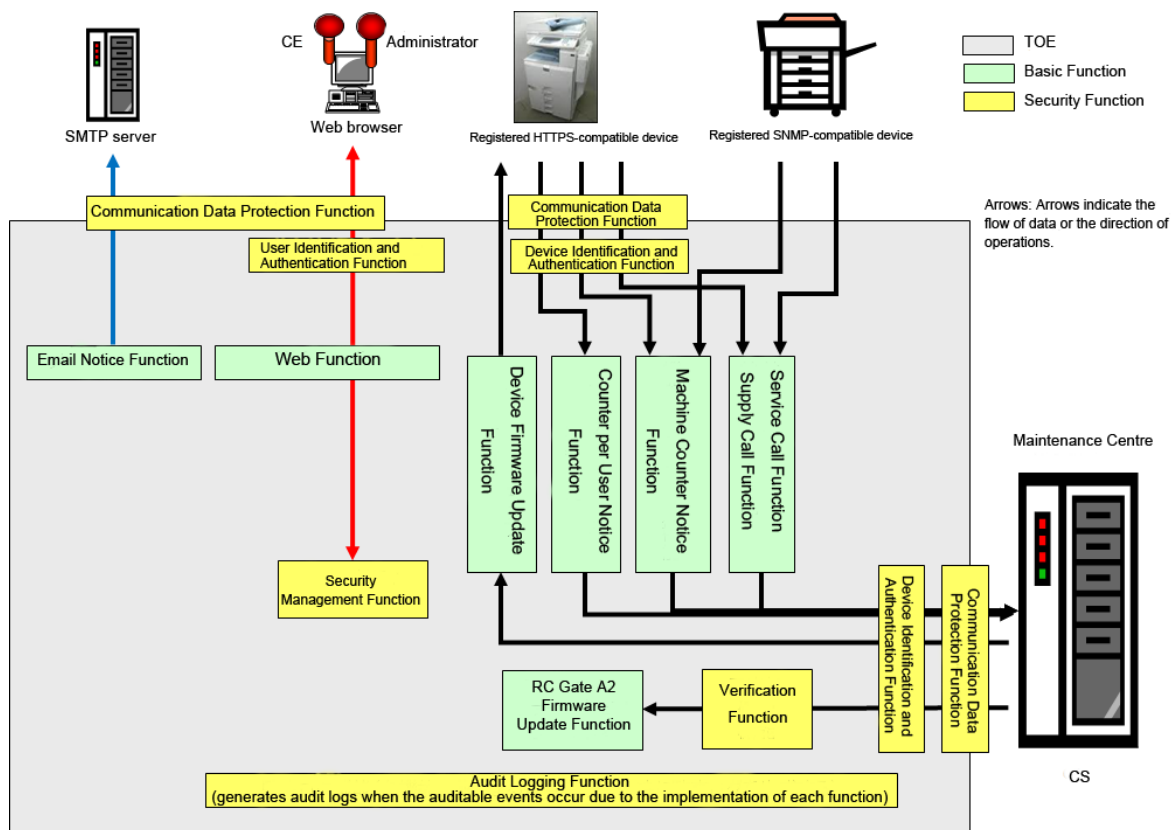 CE
Administrator
SMTP server
Web browser
Registered HTTPS-compatible device
Registered SNMP-compatible device
TOE
Basic Function
Security Function
Arrows: Arrows indicate the
flow of data or the direction of
operations.
Communication Data Protection Function
Communication Data
Protection Function
User Identification and
Authentication Function
Device Identification and
Authentication Function
Email Notice Function
Web Function
Device Firmware Update
Function
Counter per User Notice
Function
Machine Counter Notice
Function
Service Call Function
Supply Call Function
Security
Management Function
Maintenance Centre
Device Identification and
Authentication Function
Communication Data
Protection Function
RC Gate A2
Firmware
Update Function
Verification
Function
CS
Audit Logging Function
(generates audit logs when the auditable events occur due to the implementation of each function)